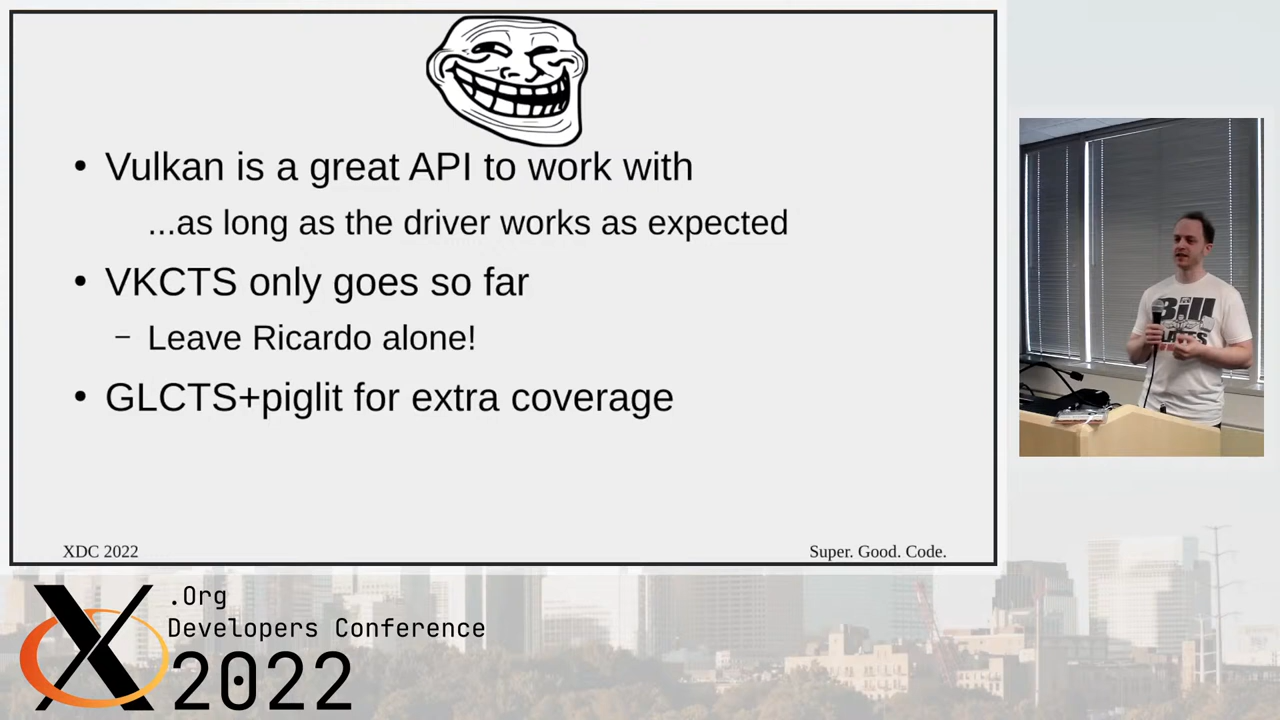 Vulkan is a great API to work with
...as long as the driver works as expected
VKCTS only goes so far
– Leave Ricardo alone!
GLCTS+piglit for extra coverage
XDC 2022
Super. Good. Code.
Bill
X
.Org
Developers Conference
2022